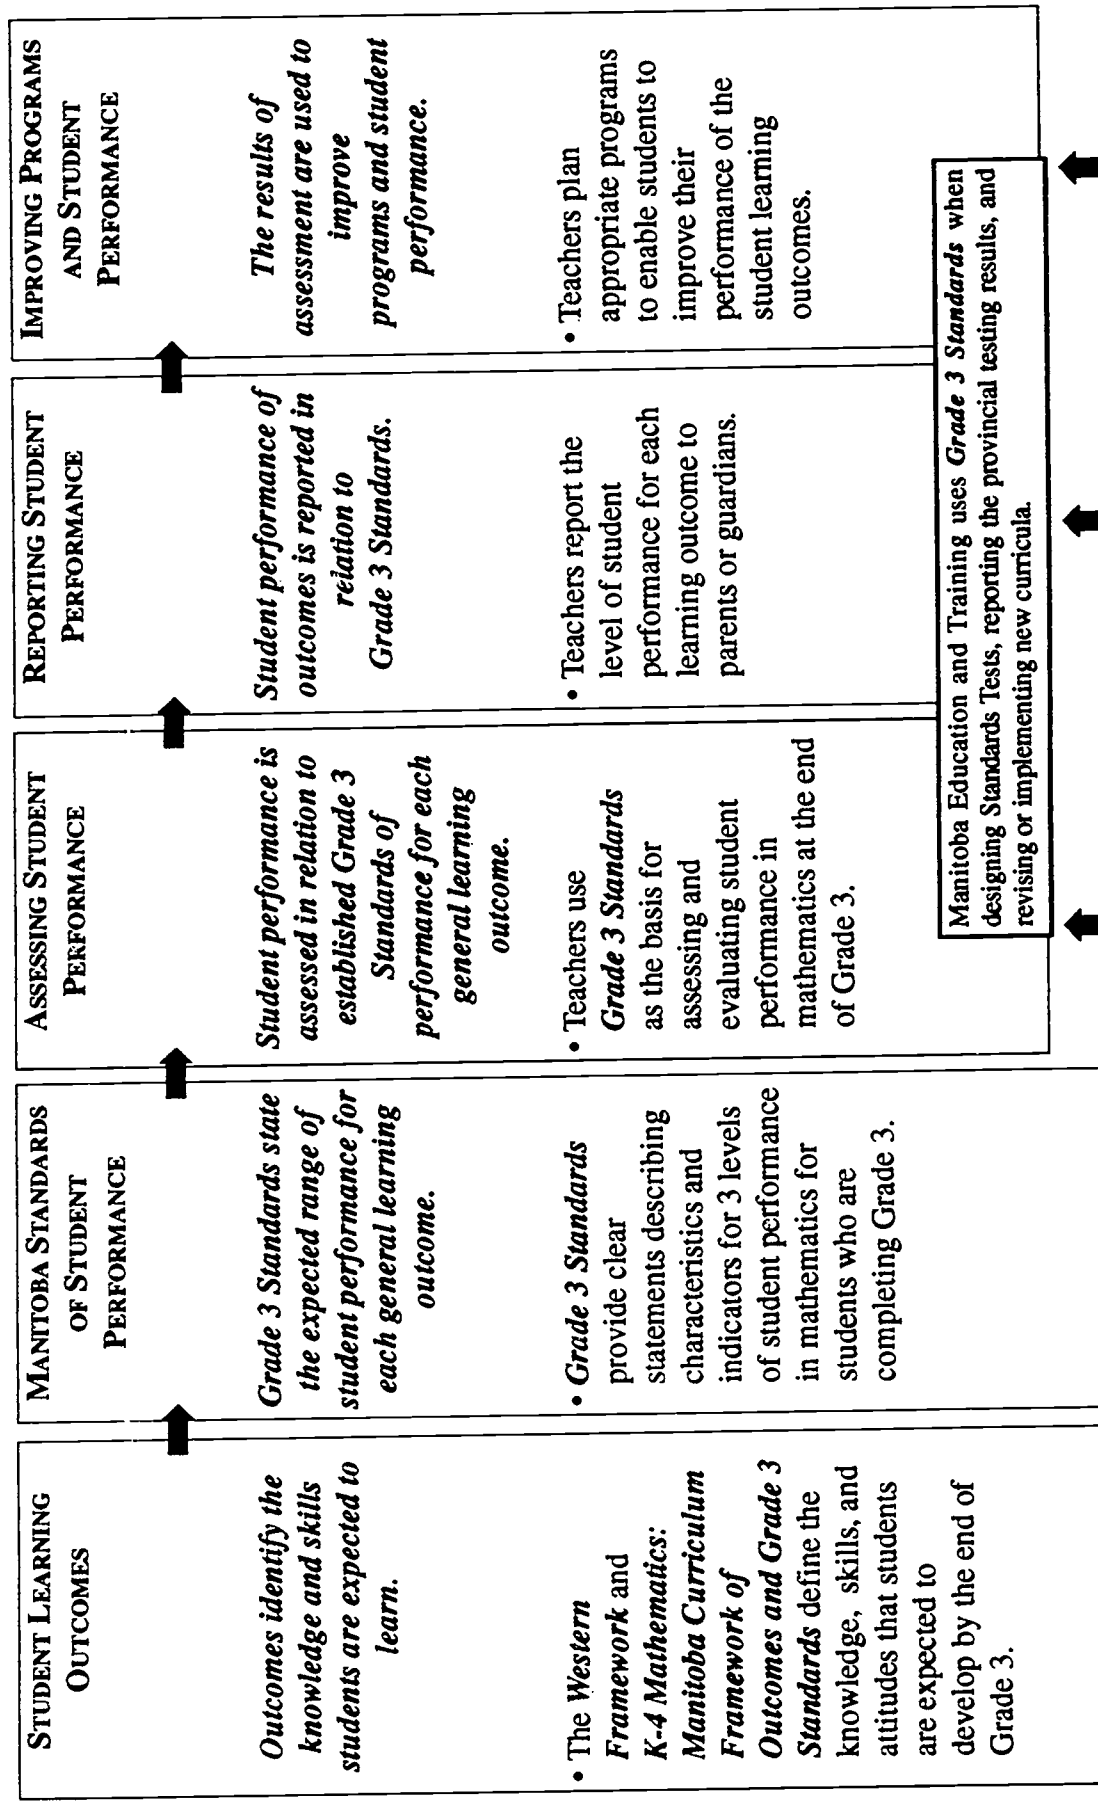 STUDENT LEARNING
OUTCOMES
Outcomes identify the
knowledge and skills
students are expected to
learn.
• The Western
Framework and
K-4 Mathematics:
Manitoba Curriculum
Framework of
Outcomes and Grade 3
Standards define the
knowledge, skills, and
attitudes that students
are expected to
develop by the end of
Grade 3.
MANITOBA STANDARDS
OF STUDENT
PERFORMANCE
Grade 3 Standards state
the expected range of
student performance for
each general learning
outcome.
• Grade 3 Standards
provide clear
statements describing
characteristics and
indicators for 3 levels
of student performance
in mathematics for
students who are
completing Grade 3.
ASSESSING STUDENT
PERFORMANCE
Student performance is
assessed in relation to
established Grade 3
Standards of
performance for each
general learning
outcome.
• Teachers use
Grade 3 Standards
as the basis for
assessing and
evaluating student
performance in
mathematics at the end
of Grade 3.
REPORTING STUDENT
PERFORMANCE
Student performance of
outcomes is reported in
relation to
Grade 3 Standards.
• Teachers report the
level of student
performance for each
learning outcome to
parents or guardians.
IMPROVING PROGRAMS
AND STUDENT
PERFORMANCE
The results of
assessment are used to
improve
programs and student
performance.
• Teachers plan
appropriate programs
to enable students to
improve their
performance of the
student learning
outcomes.
Manitoba Education and Training uses Grade 3 Standards when
designing Standards Tests, reporting the provincial testing results, and
revising or implementing new curricula.